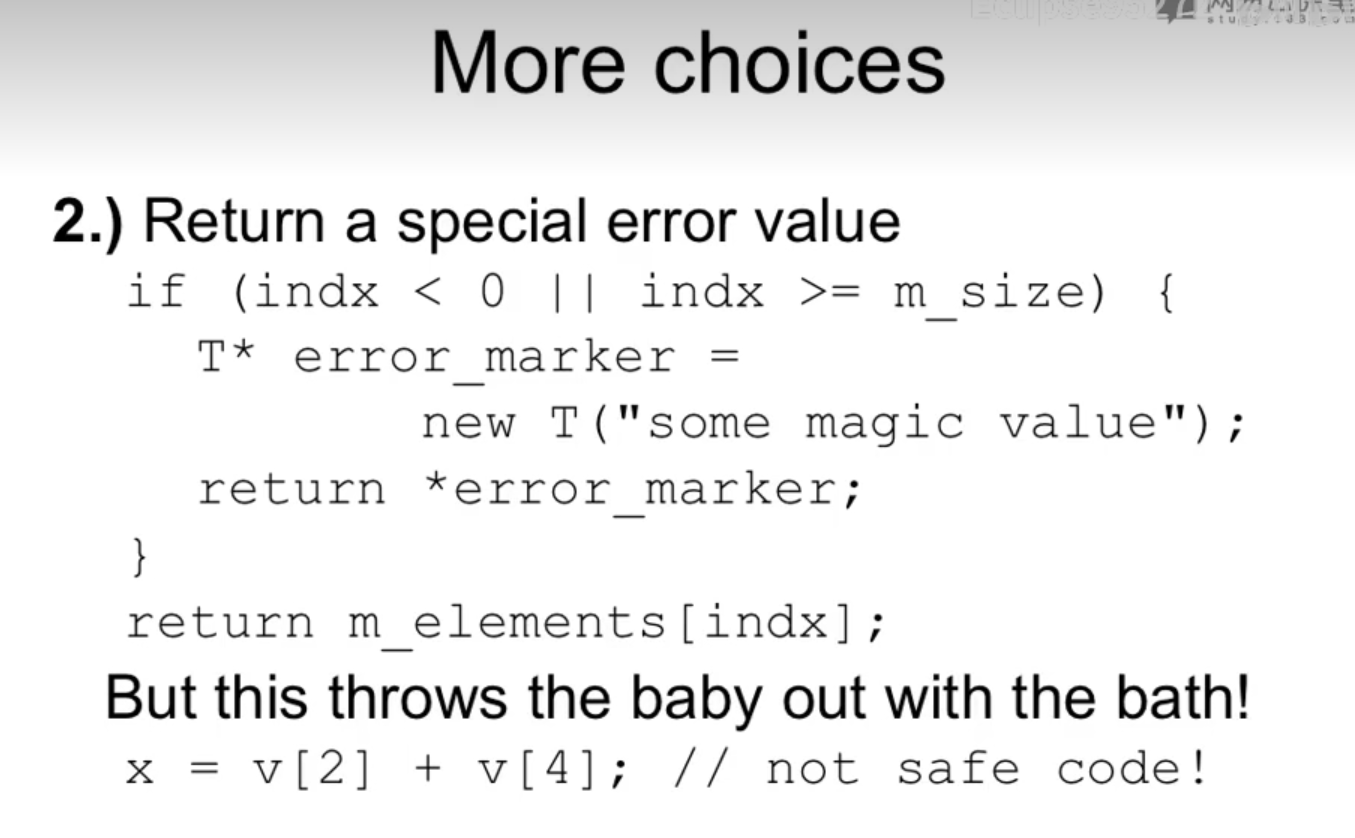 More choices
2.) Return a special error value
if (indx < 0 || indx >= m_size) {
T* error_marker =
new T("some magic value");
return *error_marker;
}
return m_elements[indx];
But this throws the baby out with the bath!
x = v[2] + v[4]; // not safe code!